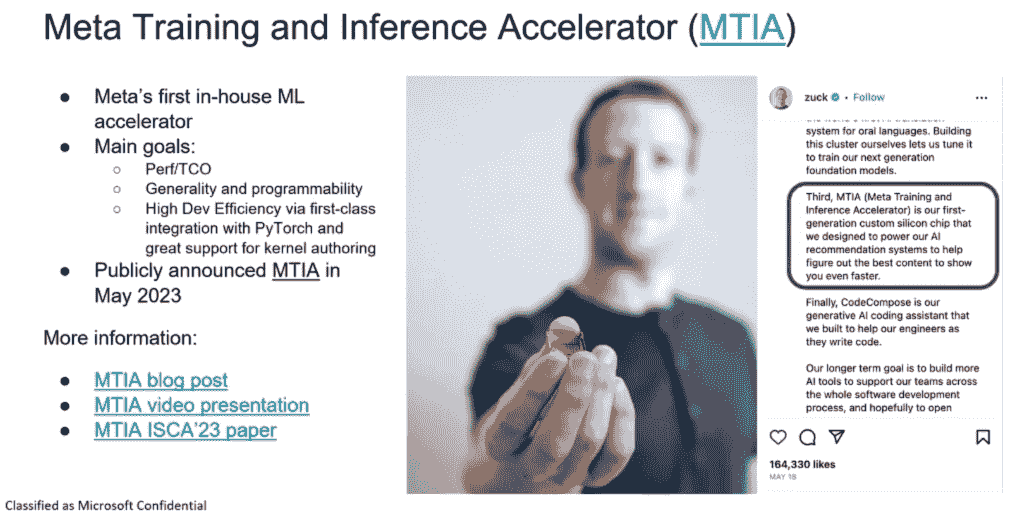 Meta Training and Inference Accelerator (MTIA)
● Meta's first in-house ML
accelerator
● Main goals:
○ Perf/TCO
○ Generality and programmability
○ High Dev Efficiency via first-class
integration with PyTorch and
great support for kernel authoring
● Publicly announced MTIA in
May 2023
More information:
● MTIA blog post
● MTIA video presentation
● MTIA ISCA'23 paper
zuck • Follow
system for oral languages. Building
this cluster ourselves lets us tune it
to train our next generation
foundation models.
Third, MTIA (Meta Training and
Inference Accelerator) is our first-
generation custom silicon chip that
we designed to power our AI
recommendation systems to help
figure out the best content to show
you even faster.
Finally, CodeCompose is our
generative AI coding assistant that
we built to help our engineers as
they write code.
Our longer term goal is to build more
AI tools to support our teams across
the whole software development
process, and hopefully to open
164,330 likes
MAY 18
Classified as Microsoft Confidential